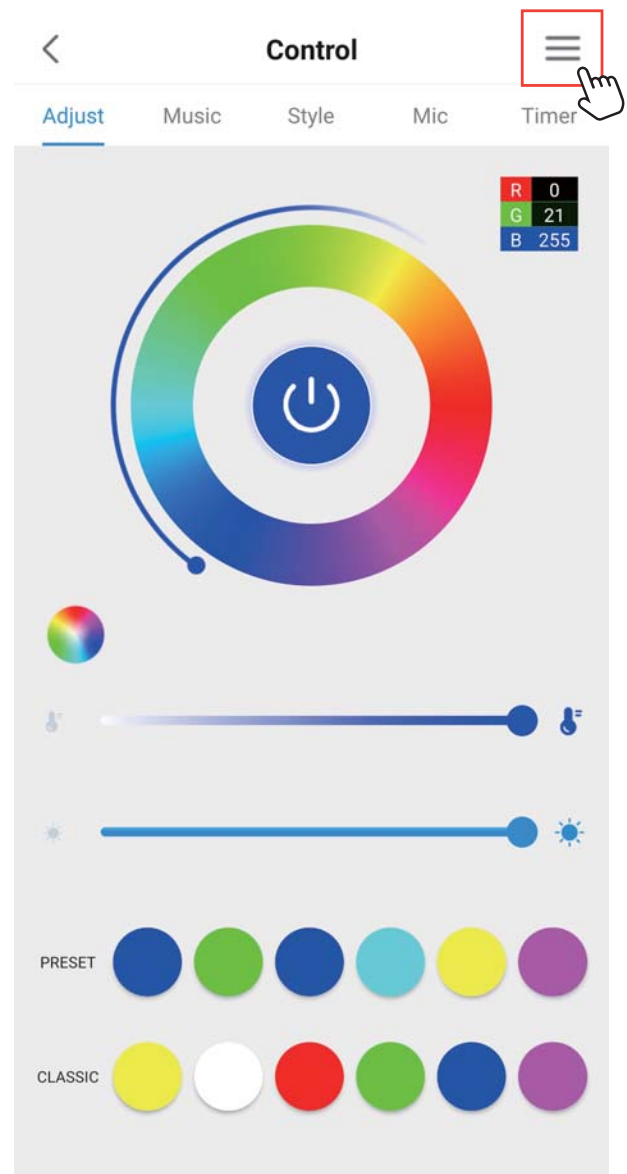 Control
Adjust Music Style Mic Timer
R 0
G 21
B 255
PRESET
CLASSIC